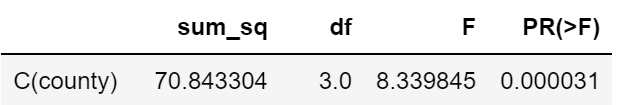 sum_sq df F PR(>F)
C(county) 70.843304 3.0 8.339845 0.000031